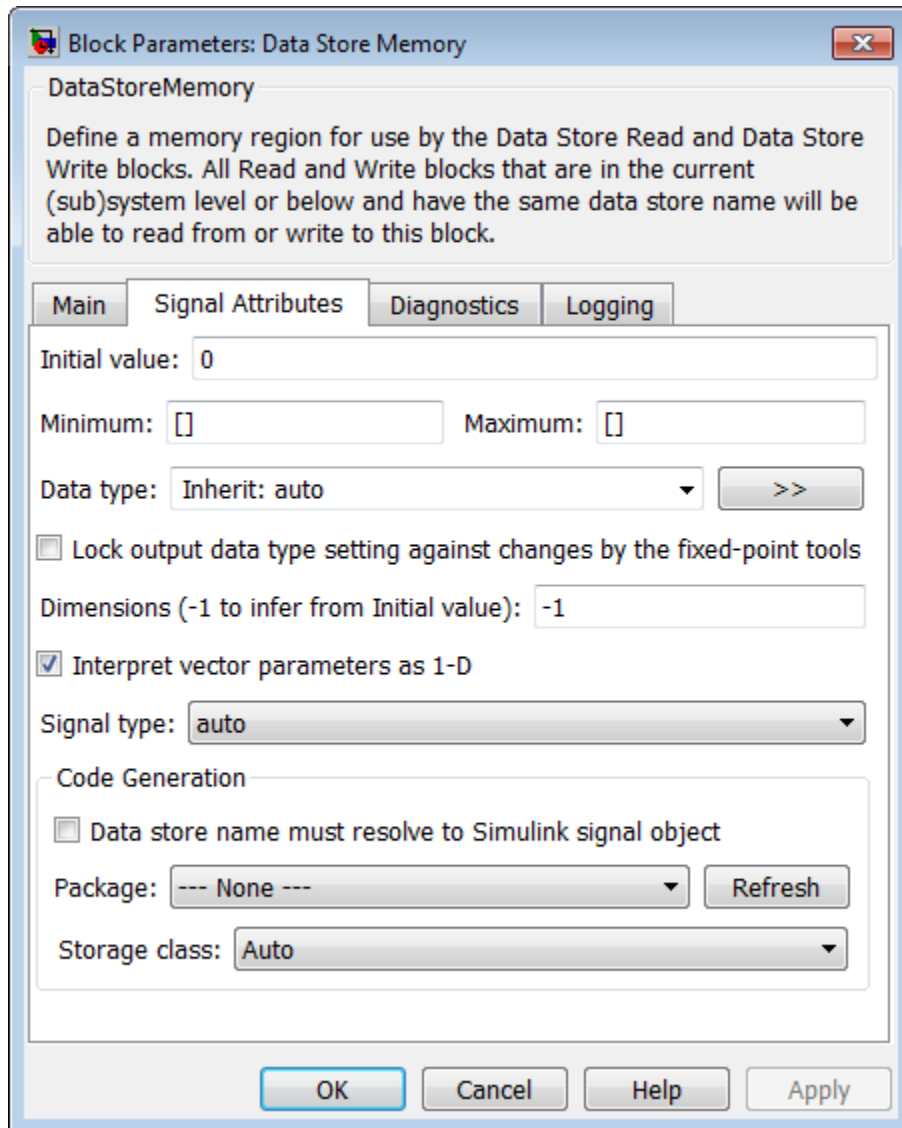 Block Parameters: Data Store Memory
DataStoreMemory
Define a memory region for use by the Data Store Read and Data Store
Write blocks. All Read and Write blocks that are in the current
(sub)system level or below and have the same data store name will be
able to read from or write to this block.
Main Signal Attributes Diagnostics Logging
Initial value: 0
Minimum: [] Maximum: []
Data type: Inherit: auto >>
Lock output data type setting against changes by the fixed-point tools
Dimensions (-1 to infer from Initial value): -1
Interpret vector parameters as 1-D
Signal type: auto
Code Generation
Data store name must resolve to Simulink signal object
Package: --- None --- Refresh
Storage class: Auto
OK Cancel Help Apply